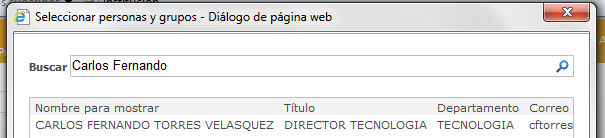 Seleccionar personas y grupos - Diálogo de página web
Buscar Carlos Fernando
Nombre para mostrar Título Departamento Correo
CARLOS FERNANDO TORRES VELASQUEZ DIRECTOR TECNOLOGIA TECNOLOGIA cftorres